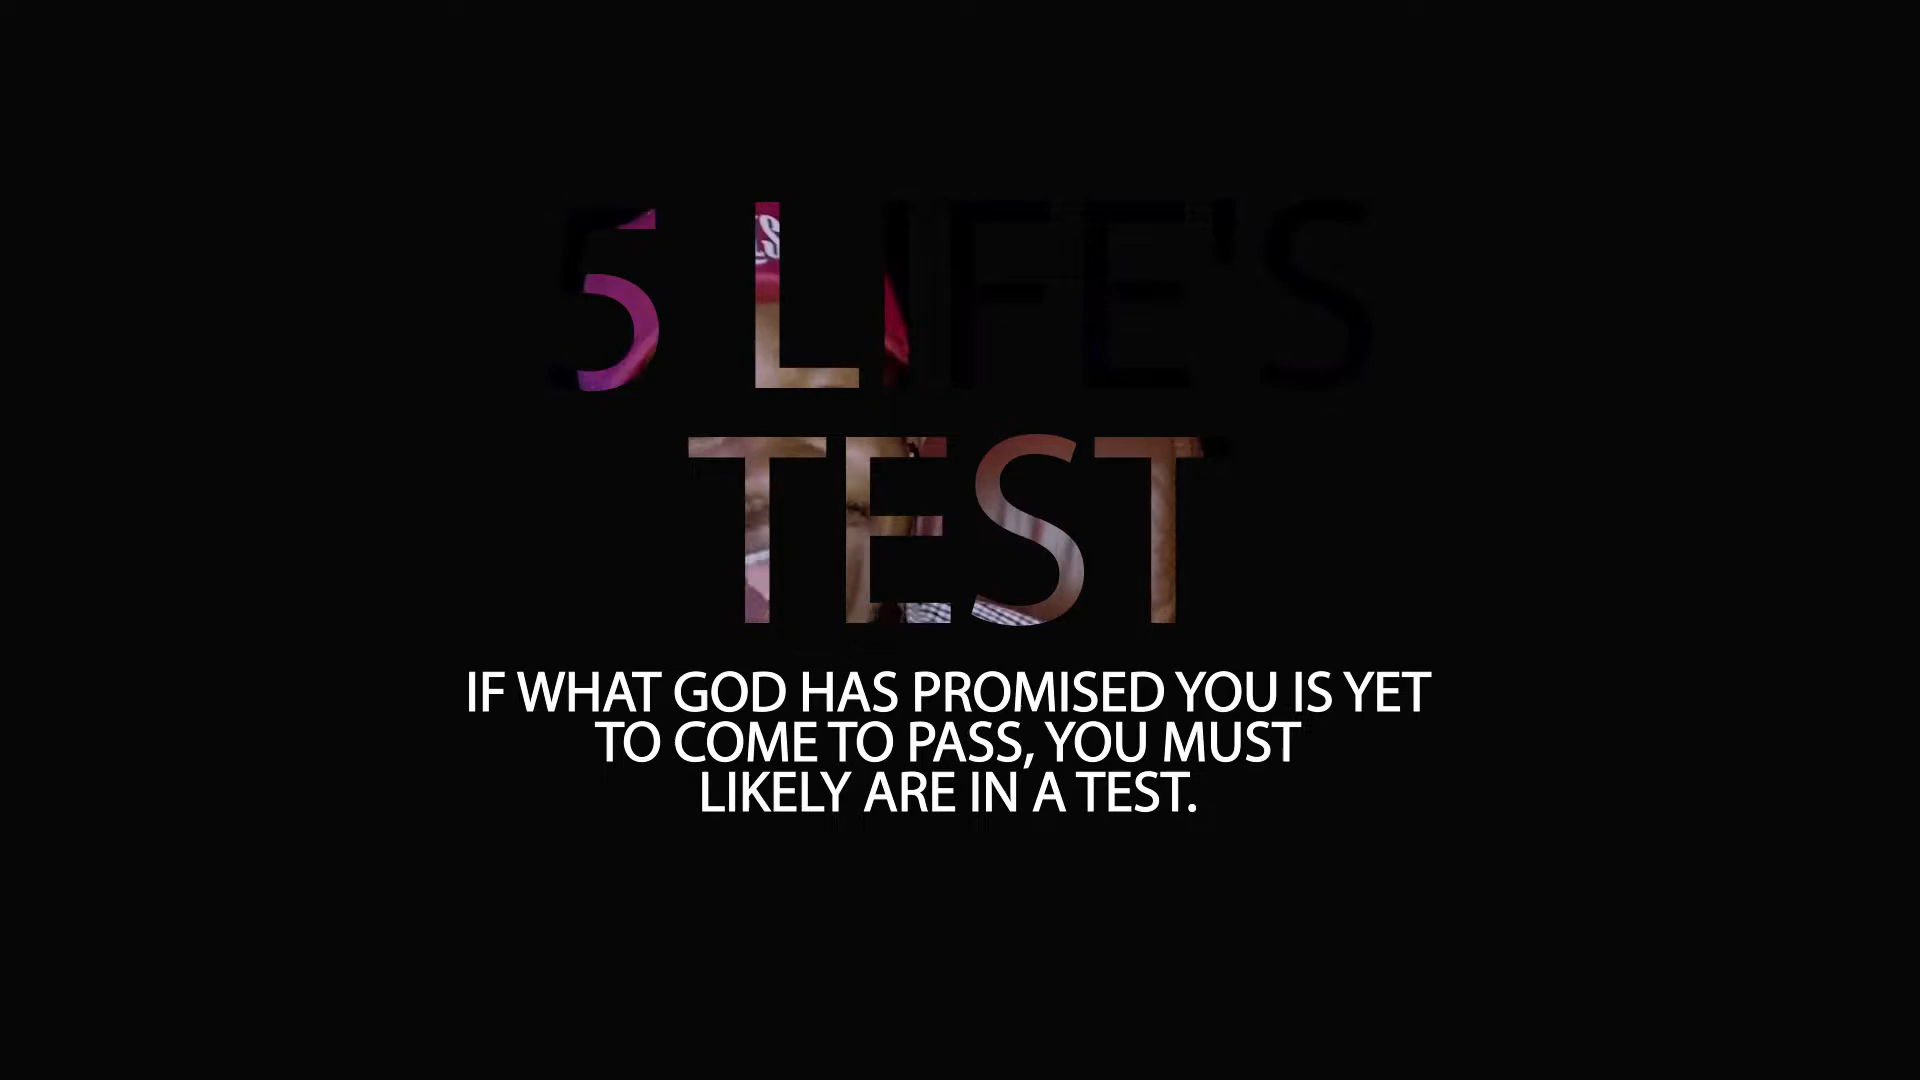 5 LIFE'S
TEST
IF WHAT GOD HAS PROMISED YOU IS YET
TO COME TO PASS, YOU MUST
LIKELY ARE IN A TEST.